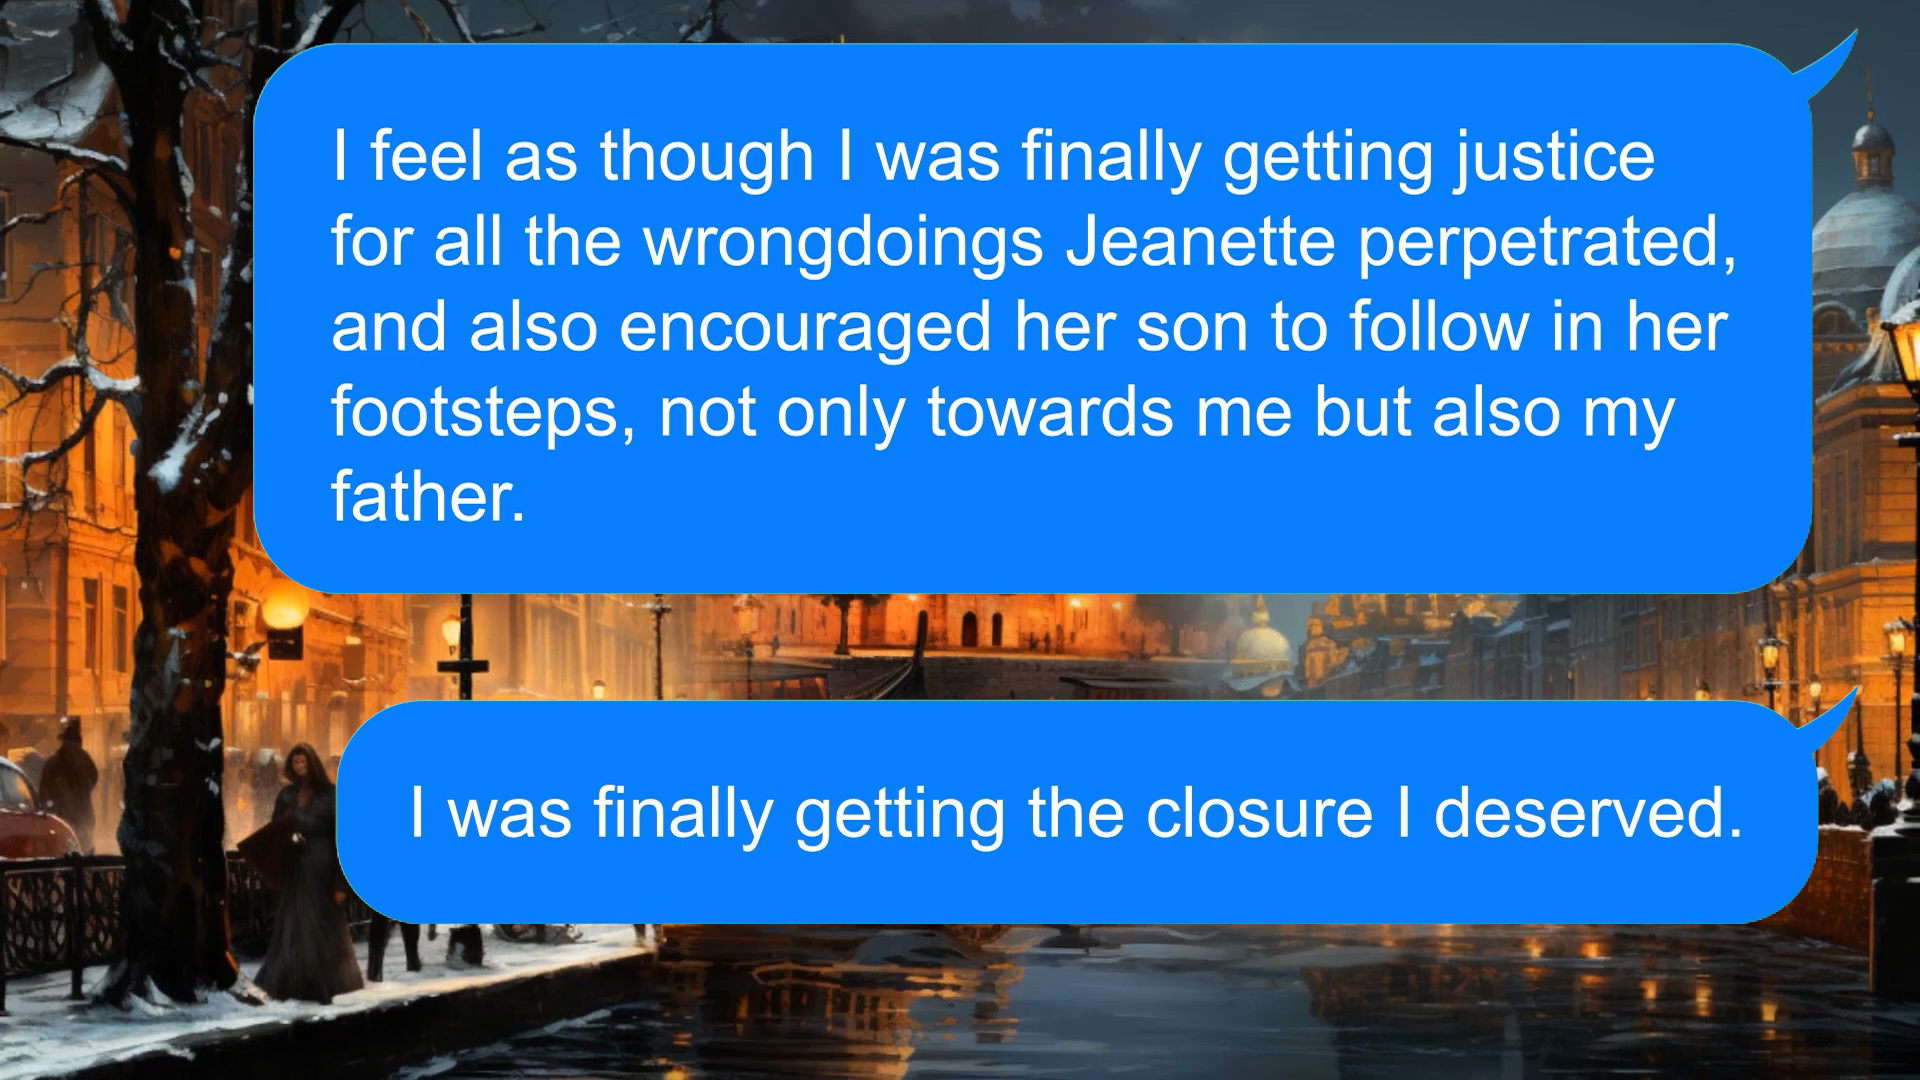 I feel as though I was finally getting justice
for all the wrongdoings Jeanette perpetrated,
and also encouraged her son to follow in her
footsteps, not only towards me but also my
father.
I was finally getting the closure I deserved.